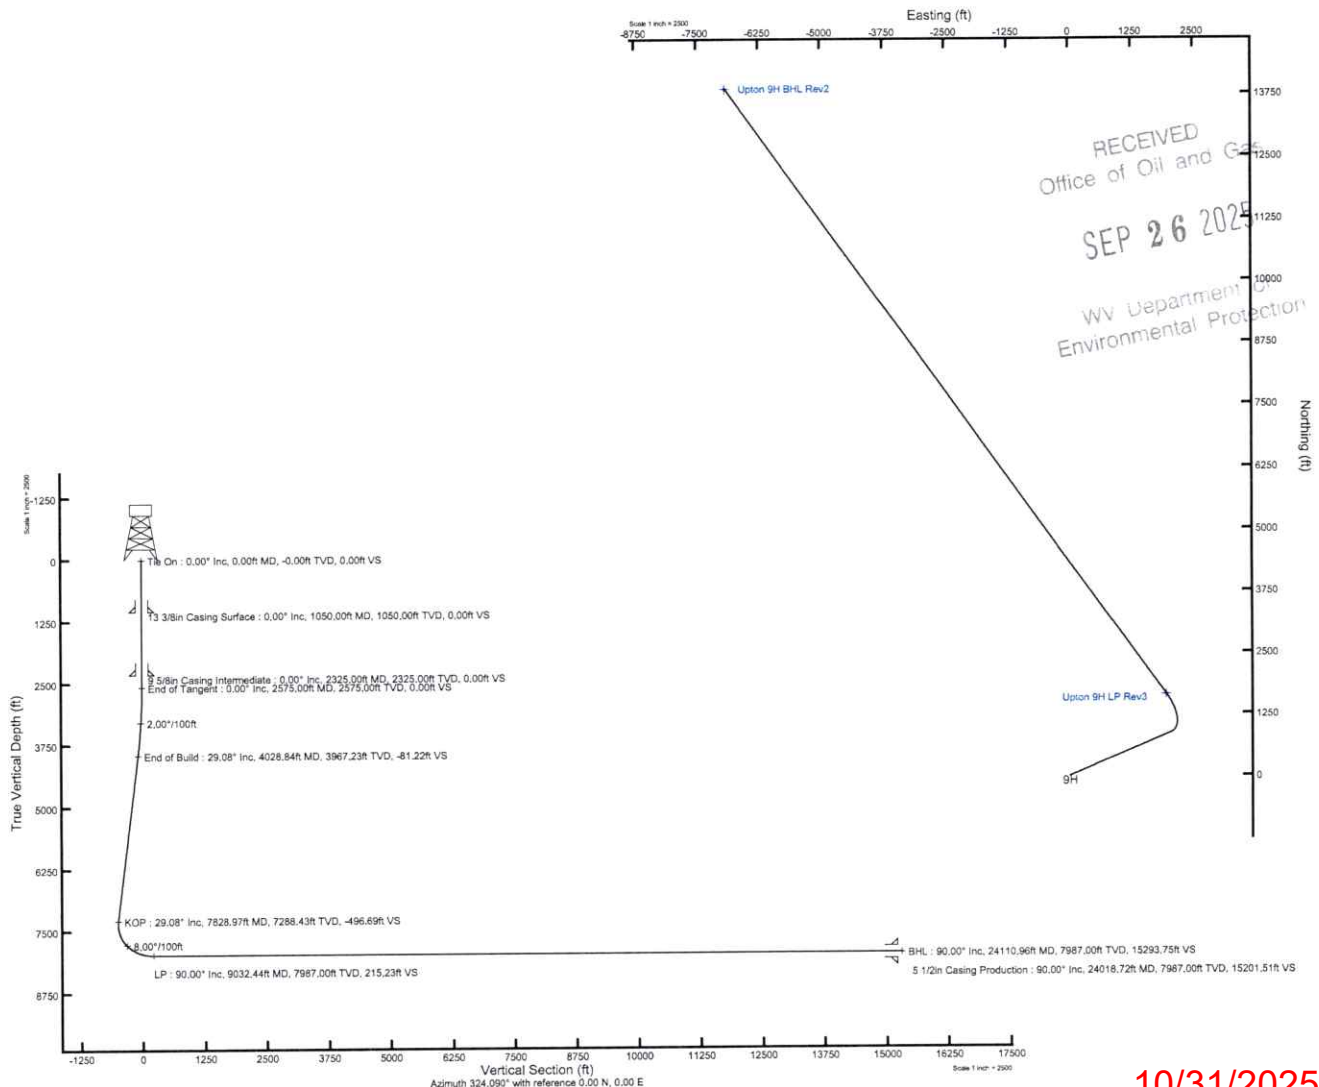 Easting (ft)
Scale 1 inch = 2500
-8750 -7500 -6250 -5000 -3750 -2500 -1250 0 1250 2500
Upton 9H BHL Rev2
13750
12500
11250
10000
8750
7500
6250
5000
3750
2500
1250
0
Northing (ft)
RECEIVED
Office of Oil and Gas
SEP 26 2025
WV Department of
Environmental Protection
Upton 9H LP Rev3
9H
Scale 1 inch = 2500
-1250
0
1250
2500
3750
5000
6250
7500
8750
True Vertical Depth (ft)
Tie On : 0.00° Inc, 0.00ft MD, -0.00ft TVD, 0.00ft VS
13 3/8in Casing Surface : 0.00° Inc, 1050.00ft MD, 1050.00ft TVD, 0.00ft VS
9 5/8in Casing Intermediate : 0.00° Inc, 2325.00ft MD, 2325.00ft TVD, 0.00ft VS
End of Tangent : 0.00° Inc, 2575.00ft MD, 2575.00ft TVD, 0.00ft VS
2.00°/100ft
End of Build : 29.08° Inc, 4028.84ft MD, 3967.23ft TVD, -81.22ft VS
KOP : 29.08° Inc, 7828.97ft MD, 7288.43ft TVD, -496.69ft VS
8.00°/100ft
LP : 90.00° Inc, 9032.44ft MD, 7987.00ft TVD, 215.23ft VS
BHL : 90.00° Inc, 24110.96ft MD, 7987.00ft TVD, 15293.75ft VS
5 1/2in Casing Production : 90.00° Inc, 24018.72ft MD, 7987.00ft TVD, 15201.51ft VS
-1250 0 1250 2500 3750 5000 6250 7500 8750 10000 11250 12500 13750 15000 16250 17500
Vertical Section (ft)
Scale 1 inch = 2500
Azimuth 324.090° with reference 0.00 N, 0.00 E
10/31/2025